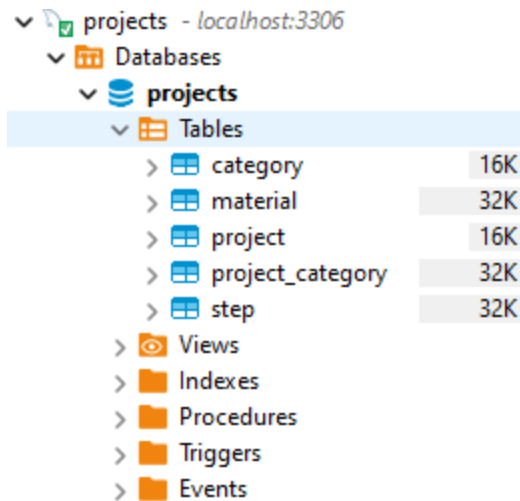 projects - localhost:3306
Databases
projects
Tables
category 16K
material 32K
project 16K
project_category 32K
step 32K
Views
Indexes
Procedures
Triggers
Events